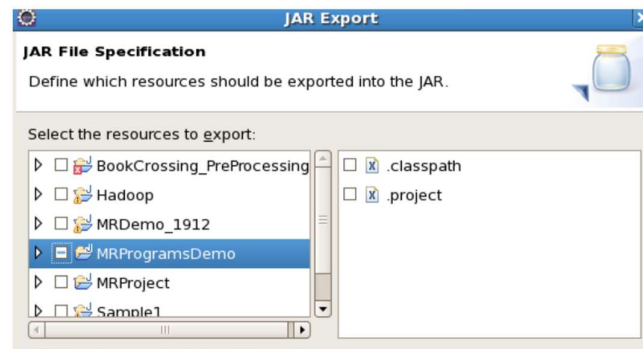 JAR Export
JAR File Specification
Define which resources should be exported into the JAR.
Select the resources to export:
BookCrossing_PreProcessing
Hadoop
MRDemo_1912
MRProgramsDemo
MRProject
Sample1
.classpath
.project